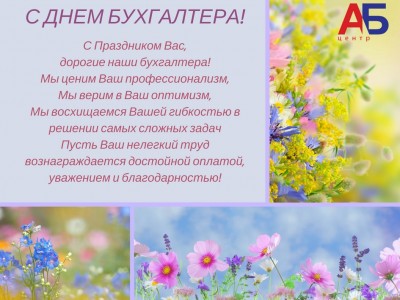 С ДНЕМ БУХГАЛТЕРА!
АБ
центр
С Праздником Вас,
дорогие наши бухгалтера!
Мы ценим Ваш профессионализм,
Мы верим в Ваш оптимизм,
Мы восхищаемся Вашей гибкостью в
решении самых сложных задач
Пусть Ваш нелегкий труд
вознаграждается достойной оплатой,
уважением и благодарностью!